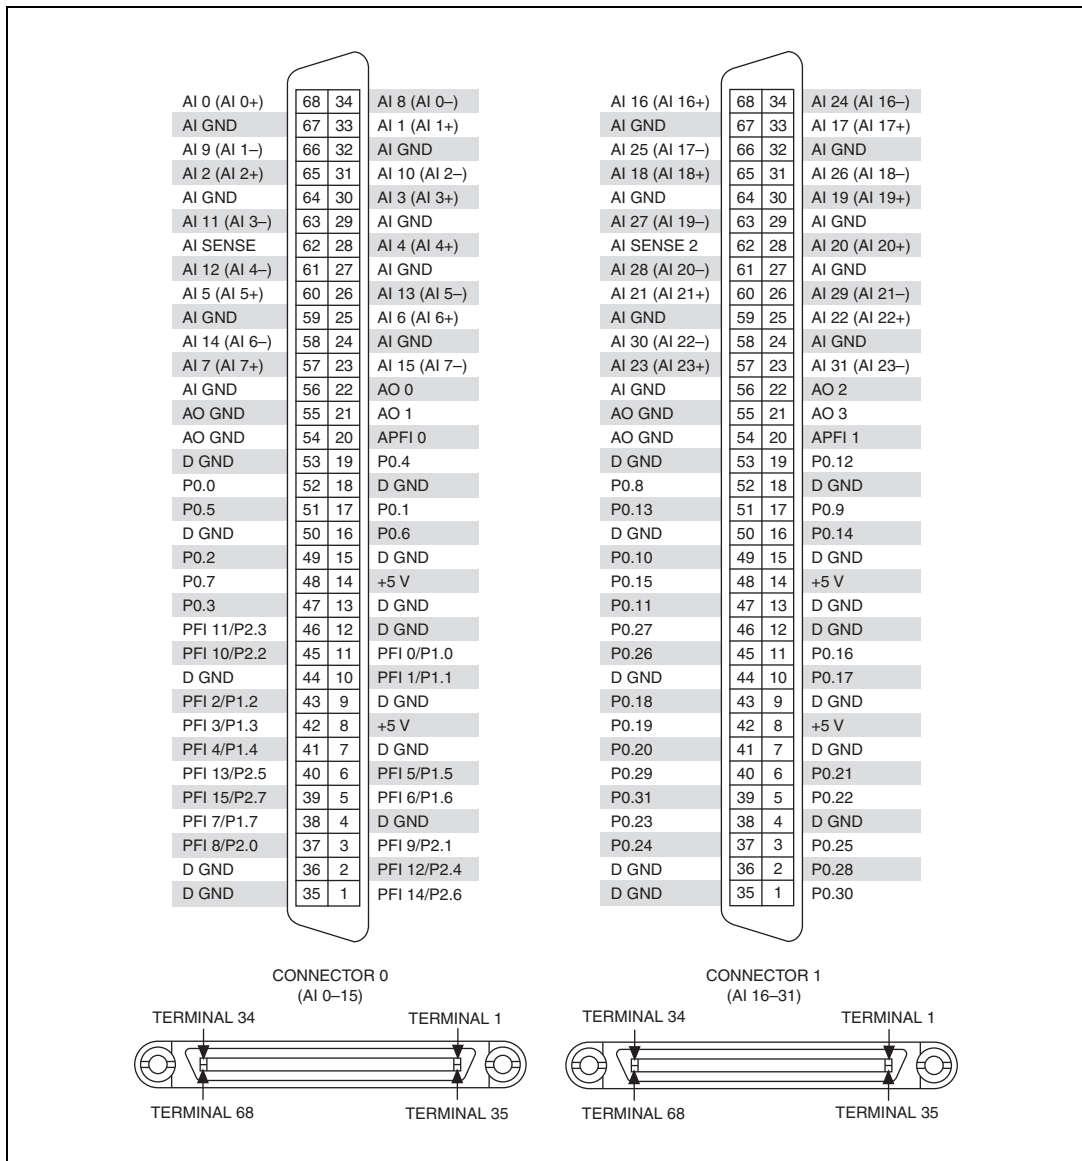 AI 0 (AI 0+) 68 34 AI 8 (AI 0–)
AI GND 67 33 AI 1 (AI 1+)
AI 9 (AI 1–) 66 32 AI GND
AI 2 (AI 2+) 65 31 AI 10 (AI 2–)
AI GND 64 30 AI 3 (AI 3+)
AI 11 (AI 3–) 63 29 AI GND
AI SENSE 62 28 AI 4 (AI 4+)
AI 12 (AI 4–) 61 27 AI GND
AI 5 (AI 5+) 60 26 AI 13 (AI 5–)
AI GND 59 25 AI 6 (AI 6+)
AI 14 (AI 6–) 58 24 AI GND
AI 7 (AI 7+) 57 23 AI 15 (AI 7–)
AI GND 56 22 AO 0
AO GND 55 21 AO 1
AO GND 54 20 APFI 0
D GND 53 19 P0.4
P0.0 52 18 D GND
P0.5 51 17 P0.1
D GND 50 16 P0.6
P0.2 49 15 D GND
P0.7 48 14 +5 V
P0.3 47 13 D GND
PFI 11/P2.3 46 12 D GND
PFI 10/P2.2 45 11 PFI 0/P1.0
D GND 44 10 PFI 1/P1.1
PFI 2/P1.2 43 9 D GND
PFI 3/P1.3 42 8 +5 V
PFI 4/P1.4 41 7 D GND
PFI 13/P2.5 40 6 PFI 5/P1.5
PFI 15/P2.7 39 5 PFI 6/P1.6
PFI 7/P1.7 38 4 D GND
PFI 8/P2.0 37 3 PFI 9/P2.1
D GND 36 2 PFI 12/P2.4
D GND 35 1 PFI 14/P2.6
CONNECTOR 0
(AI 0–15)
TERMINAL 34 TERMINAL 1
TERMINAL 68 TERMINAL 35
AI 16 (AI 16+) 68 34 AI 24 (AI 16–)
AI GND 67 33 AI 17 (AI 17+)
AI 25 (AI 17–) 66 32 AI GND
AI 18 (AI 18+) 65 31 AI 26 (AI 18–)
AI GND 64 30 AI 19 (AI 19+)
AI 27 (AI 19–) 63 29 AI GND
AI SENSE 2 62 28 AI 20 (AI 20+)
AI 28 (AI 20–) 61 27 AI GND
AI 21 (AI 21+) 60 26 AI 29 (AI 21–)
AI GND 59 25 AI 22 (AI 22+)
AI 30 (AI 22–) 58 24 AI GND
AI 23 (AI 23+) 57 23 AI 31 (AI 23–)
AI GND 56 22 AO 2
AO GND 55 21 AO 3
AO GND 54 20 APFI 1
D GND 53 19 P0.12
P0.8 52 18 D GND
P0.13 51 17 P0.9
D GND 50 16 P0.14
P0.10 49 15 D GND
P0.15 48 14 +5 V
P0.11 47 13 D GND
P0.27 46 12 D GND
P0.26 45 11 P0.16
D GND 44 10 P0.17
P0.18 43 9 D GND
P0.19 42 8 +5 V
P0.20 41 7 D GND
P0.29 40 6 P0.21
P0.31 39 5 P0.22
P0.23 38 4 D GND
P0.24 37 3 P0.25
D GND 36 2 P0.28
D GND 35 1 P0.30
CONNECTOR 1
(AI 16–31)
TERMINAL 34 TERMINAL 1
TERMINAL 68 TERMINAL 35